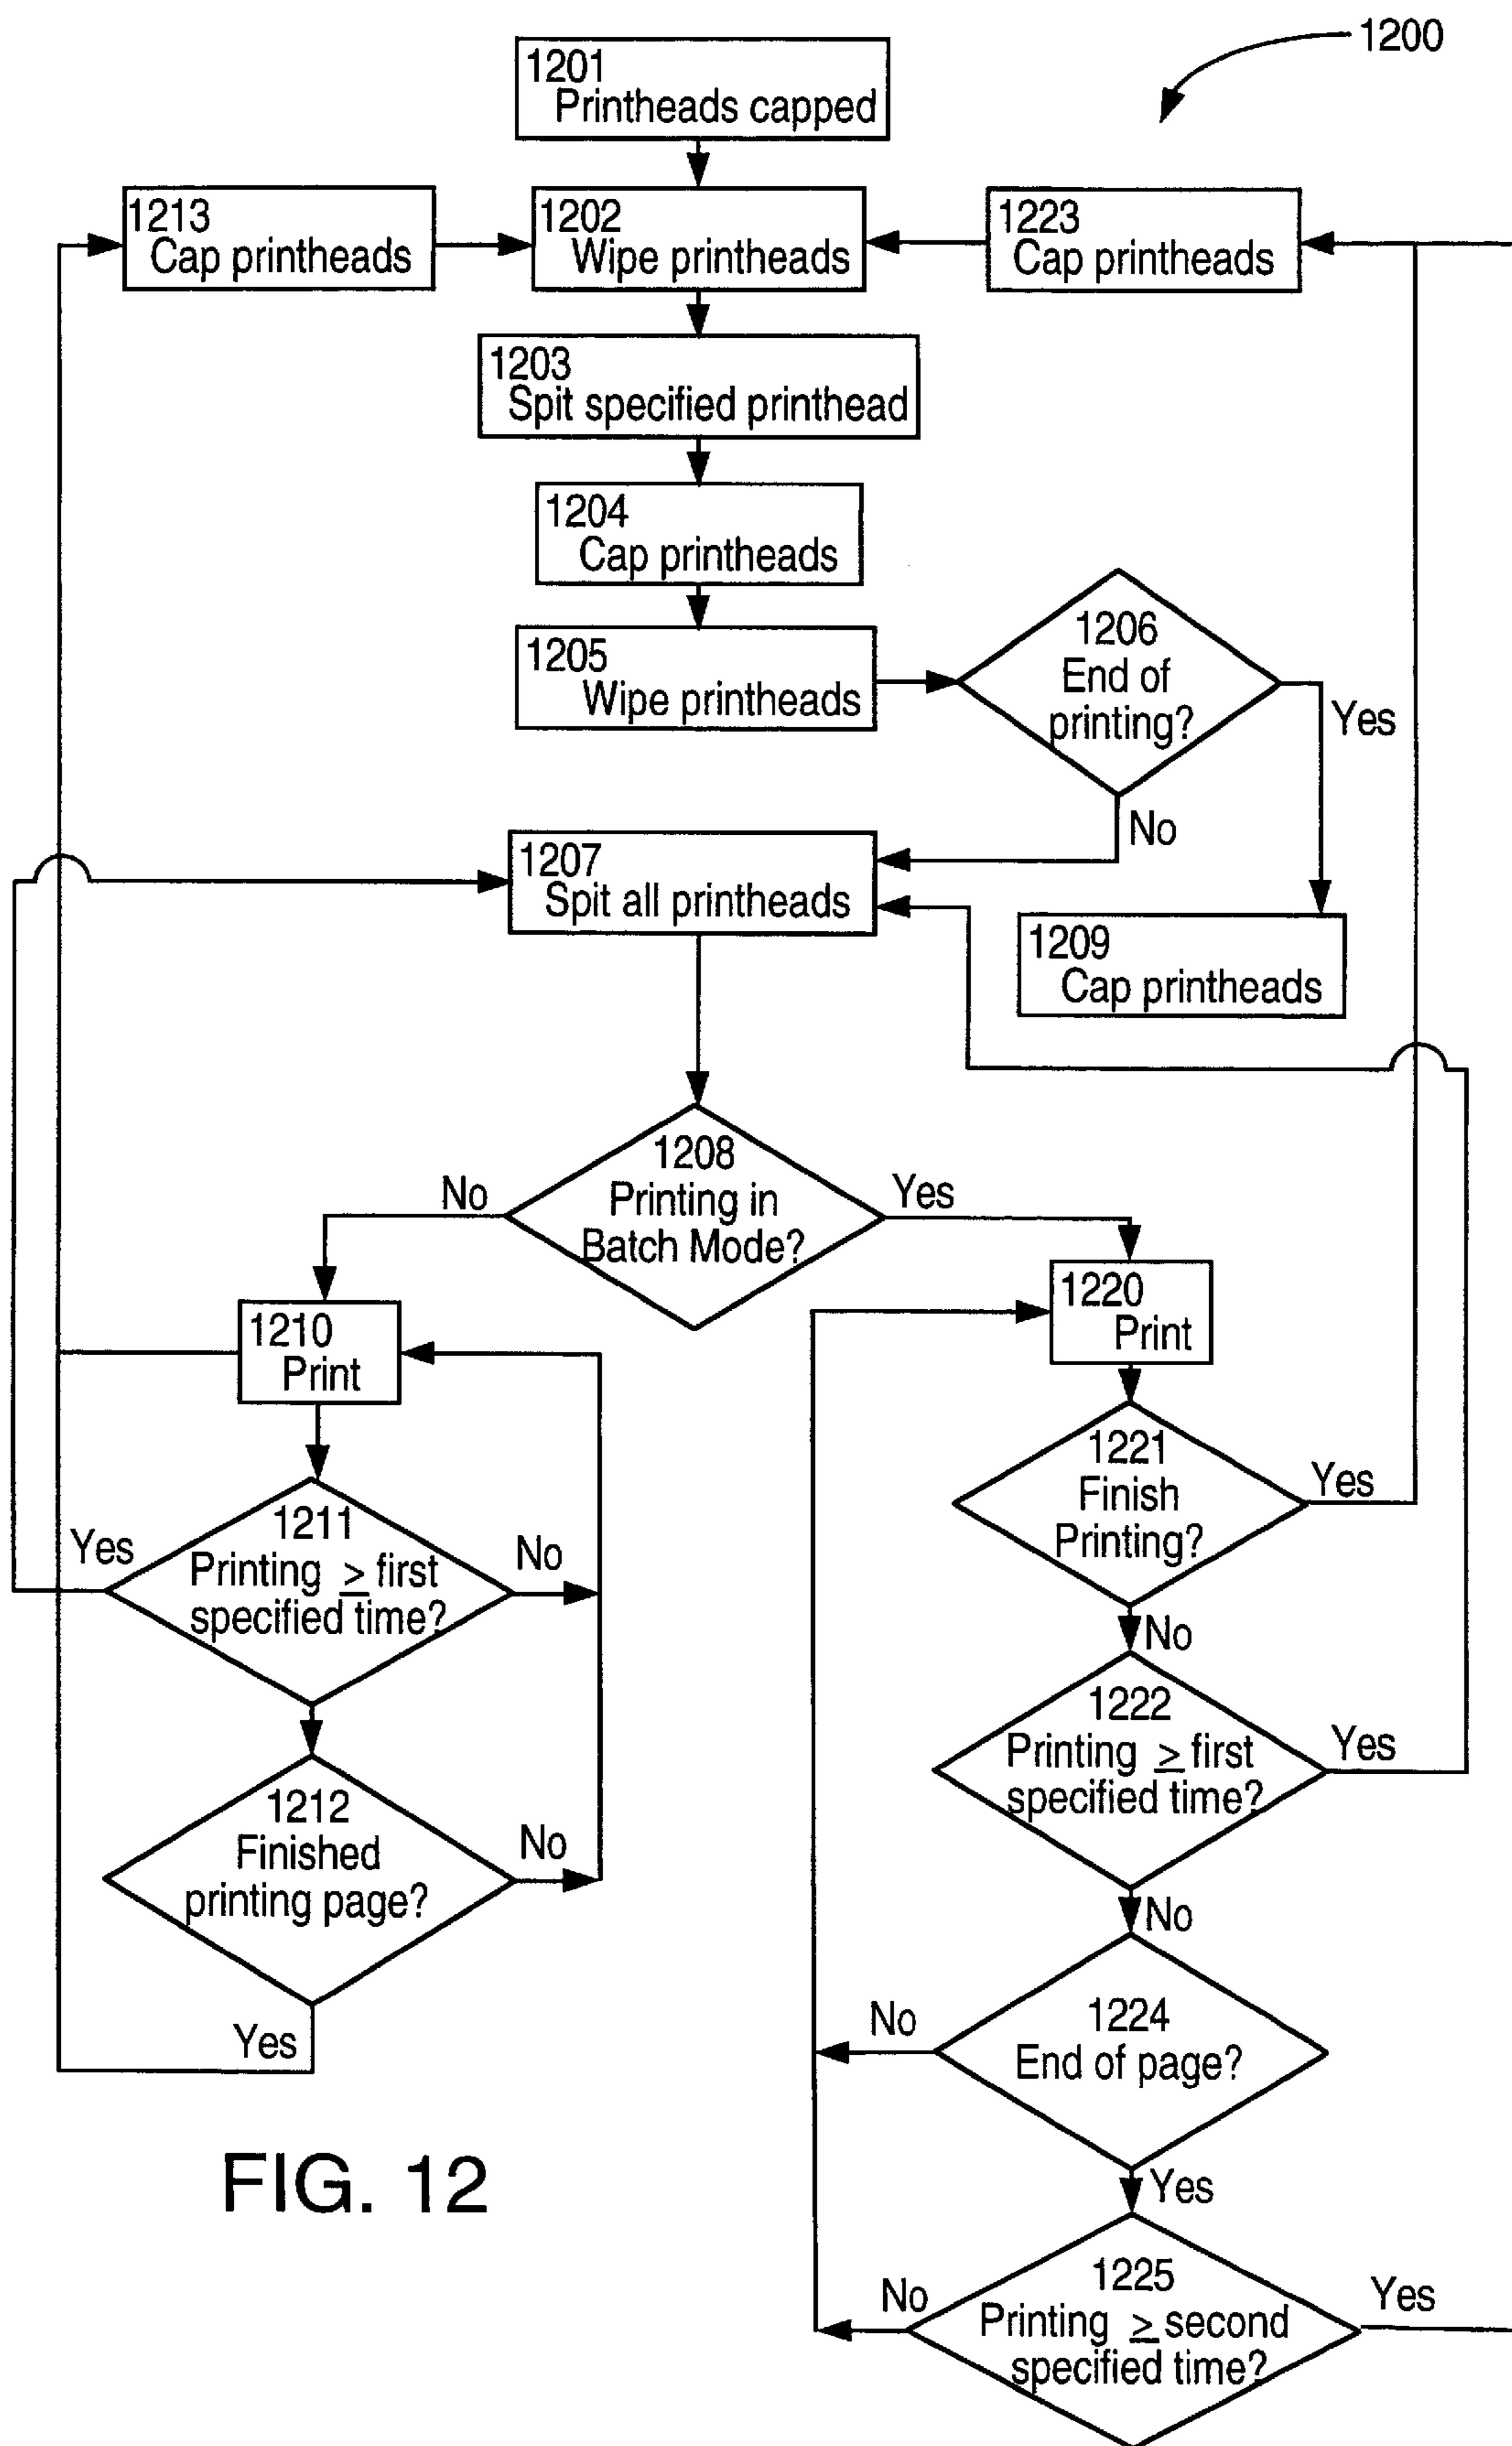 1200
1201
Printheads capped
1213
Cap printheads
1202
Wipe printheads
1223
Cap printheads
1203
Spit specified printhead
1204
Cap printheads
1205
Wipe printheads
1206
End of
printing?
Yes
No
1207
Spit all printheads
1209
Cap printheads
1208
Printing in
Batch Mode?
No
Yes
1210
Print
1220
Print
1211
Printing ≥ first
specified time?
Yes
No
1221
Finish
Printing?
Yes
No
1212
Finished
printing page?
No
Yes
1222
Printing ≥ first
specified time?
Yes
No
1224
End of page?
No
Yes
1225
Printing ≥ second
specified time?
No
Yes
FIG. 12